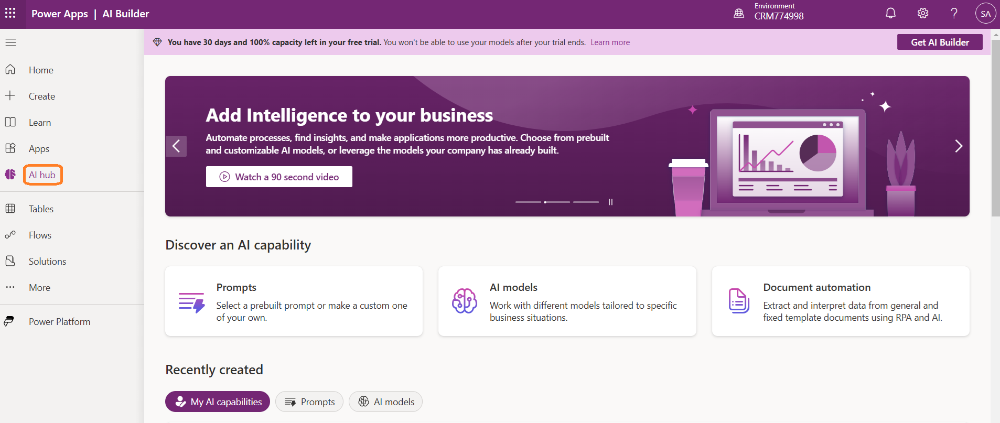 Power Apps | AI Builder
Environment
CRM774998
SA
You have 30 days and 100% capacity left in your free trial. You won't be able to use your models after your trial ends. Learn more
Get AI Builder
Home
Create
Learn
Apps
AI hub
Tables
Flows
Solutions
More
Power Platform
Add Intelligence to your business
Automate processes, find insights, and make applications more productive. Choose from prebuilt
and customizable AI models, or leverage the models your company has already built.
Watch a 90 second video
Discover an AI capability
Prompts
Select a prebuilt prompt or make a custom one
of your own.
AI models
Work with different models tailored to specific
business situations.
Document automation
Extract and interpret data from general and
fixed template documents using RPA and AI.
Recently created
My AI capabilities
Prompts
AI models